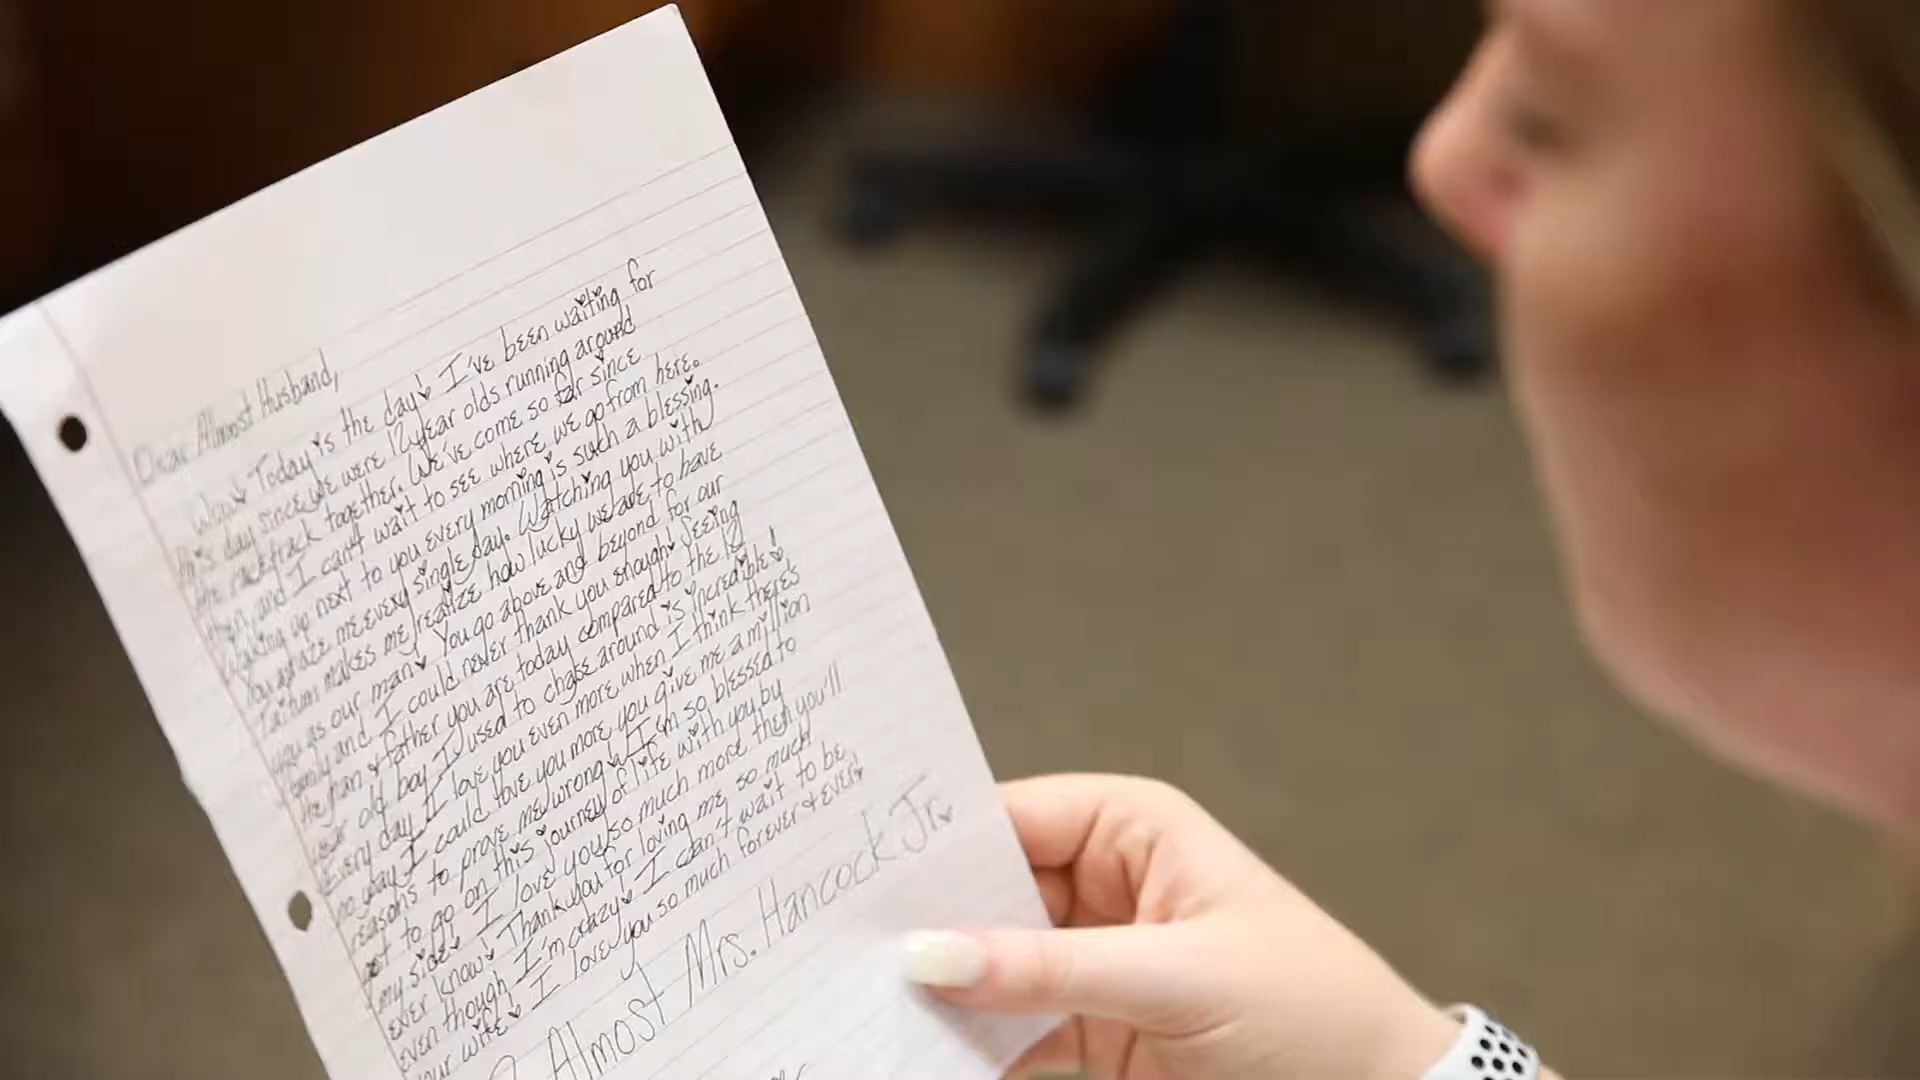 Dear Almost Husband,
Wow! Today is the day! I've been waiting for
this day since we were 12 year olds running around
the racetrack together. We've come so far since
then, and I can't wait to see where we go from here.
Waking up next to you every morning is such a blessing.
You amaze me every single day. Watching you with
Taitum makes me realize how lucky we are to have
you as our man! You go above and beyond for our
family and I could never thank you enough! Seeing
the man & father you are today compared to the 12
year old boy I used to chase around is incredible!
Every day I love you even more when I think there's
no way I could love you more you give me a million
reasons to prove me wrong! I'm so blessed to
get to go on this journey of life with you by
my side! I love you so much more then you'll
ever know! Thank you for loving me so much
even though I'm crazy! I can't wait to be
your wife! I love you so much forever & ever!
Almost Mrs. Hancock Jr.